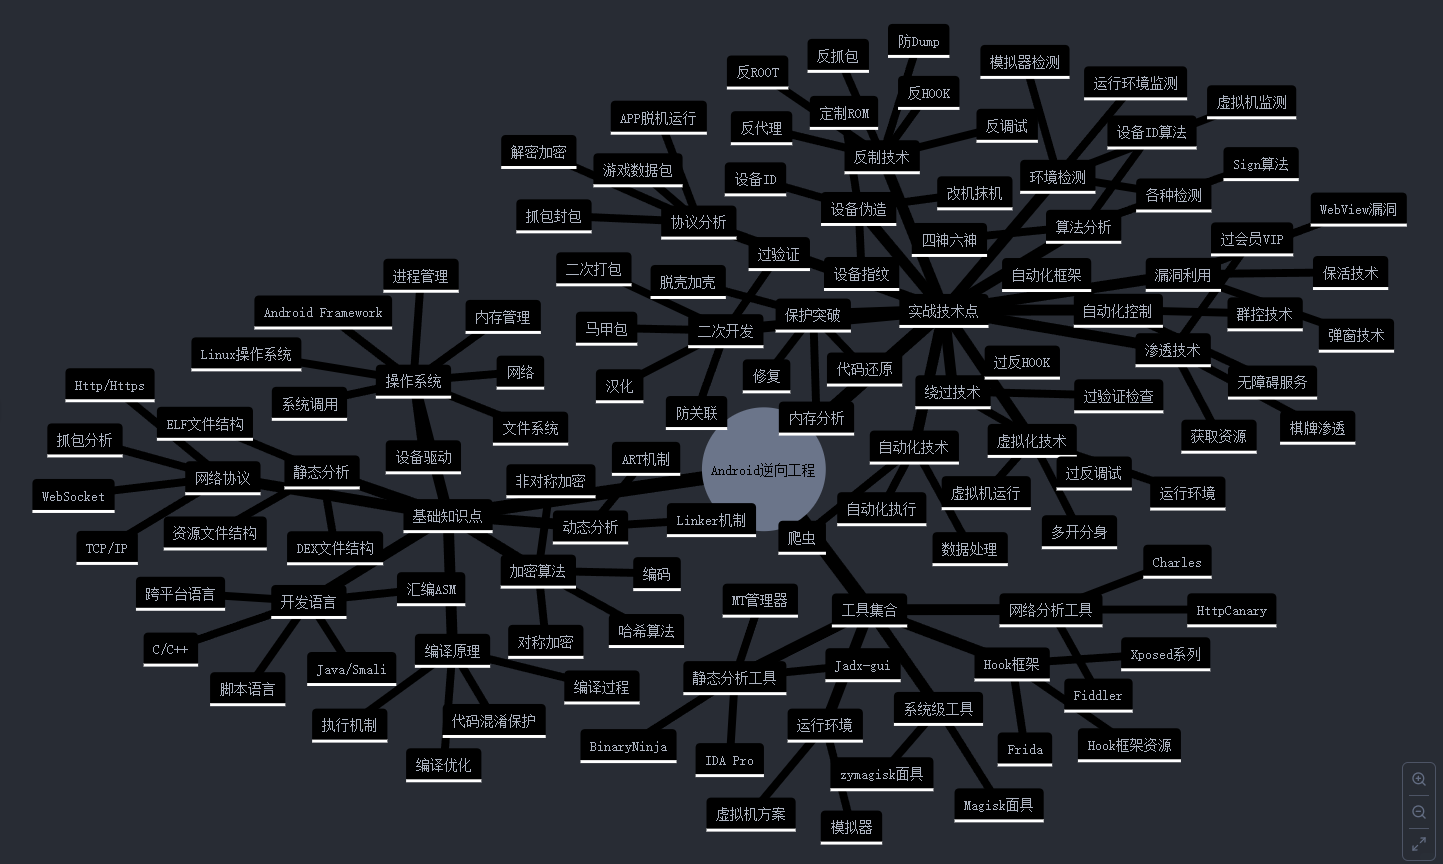 防Dump
反抓包
模拟器检测
反ROOT
运行环境监测
反HOOK
虚拟机监测
定制ROM
APP脱机运行
反代理
反调试
设备ID算法
解密加密
反制技术
Sign算法
游戏数据包
设备ID
环境检测
改机抹机
各种检测
设备伪造
WebView漏洞
抓包封包
协议分析
算法分析
四神六神
过会员VIP
过验证
二次打包
进程管理
脱壳加壳
设备指纹
自动化框架
漏洞利用
保活技术
Android Framework
内存管理
保护突破
实战技术点
自动化控制
群控技术
马甲包
二次开发
弹窗技术
Linux操作系统
渗透技术
过反HOOK
网络
代码还原
Http/Https
操作系统
汉化
修复
无障碍服务
绕过技术
过验证检查
系统调用
防关联
内存分析
ELF文件结构
文件系统
棋牌渗透
获取资源
抓包分析
虚拟化技术
自动化技术
设备驱动
ART机制
Android逆向工程
静态分析
过反调试
网络协议
非对称加密
虚拟机运行
运行环境
WebSocket
自动化执行
基础知识点
Linker机制
动态分析
多开分身
资源文件结构
爬虫
TCP/IP
DEX文件结构
数据处理
Charles
加密算法
编码
汇编ASM
跨平台语言
开发语言
MT管理器
工具集合
网络分析工具
HttpCanary
哈希算法
对称加密
C/C++
编译原理
Xposed系列
Jadx-gui
Hook框架
Java/Smali
静态分析工具
脚本语言
编译过程
Fiddler
系统级工具
代码混淆保护
执行机制
运行环境
BinaryNinja
Hook框架资源
Frida
IDA Pro
编译优化
zymagisk面具
Magisk面具
虚拟机方案
模拟器